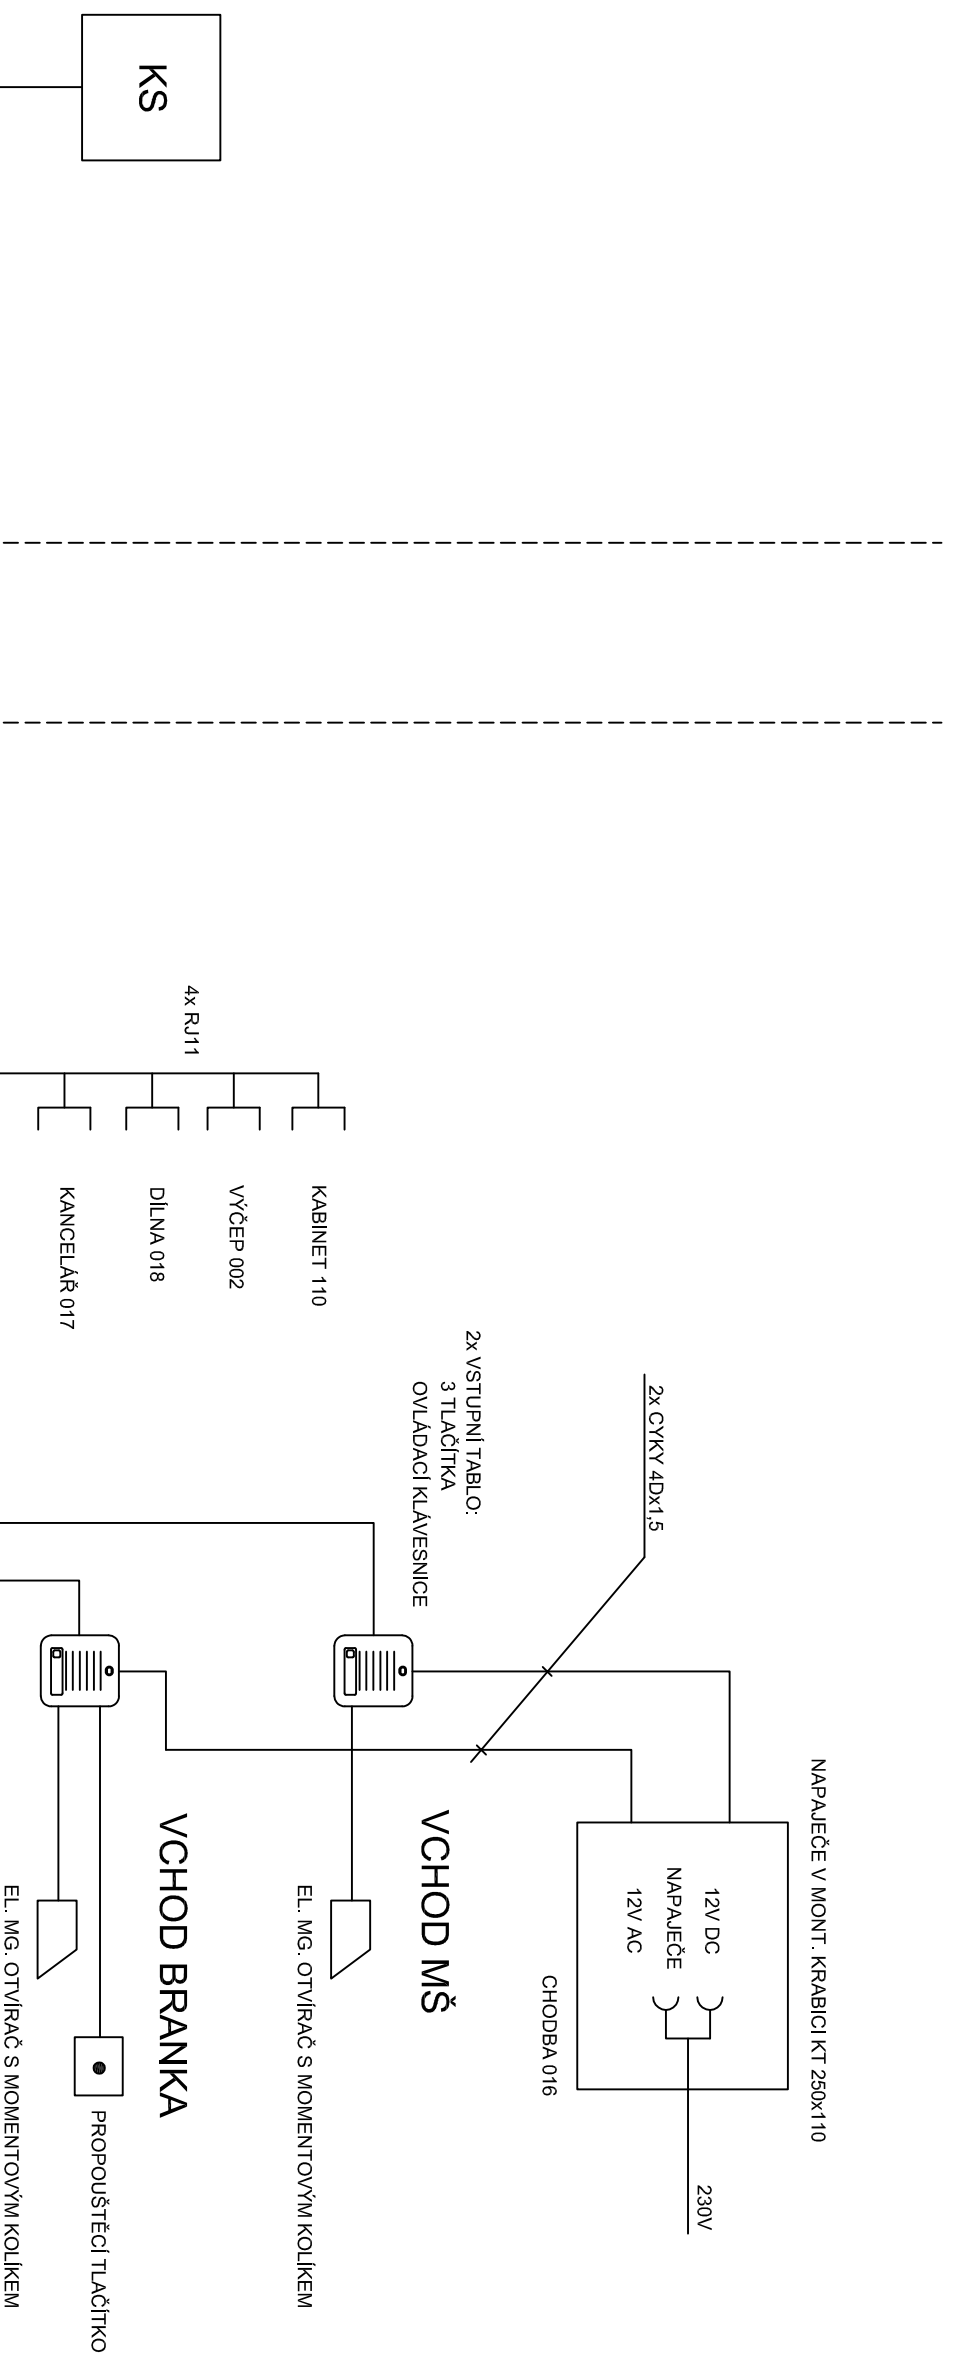 KS
4x RJ11
KABINET 110
VÝČEP 002
DÍLNA 018
KANCELÁŘ 017
2x CYKY 4Dx1,5
2x VSTUPNÍ TABLO:
3 TLAČÍTKA
OVLÁDACÍ KLÁVESNICE
NAPAJEČE V MONT. KRABICI KT 250x110
12V DC
NAPAJEČE
12V AC
230V
CHODBA 016
VCHOD MŠ
EL. MG. OTVÍRAČ S MOMENTOVÝM KOLÍKEM
VCHOD BRANKA
PROPOUŠTĚCÍ TLAČÍTKO
EL. MG. OTVÍRAČ S MOMENTOVÝM KOLÍKEM